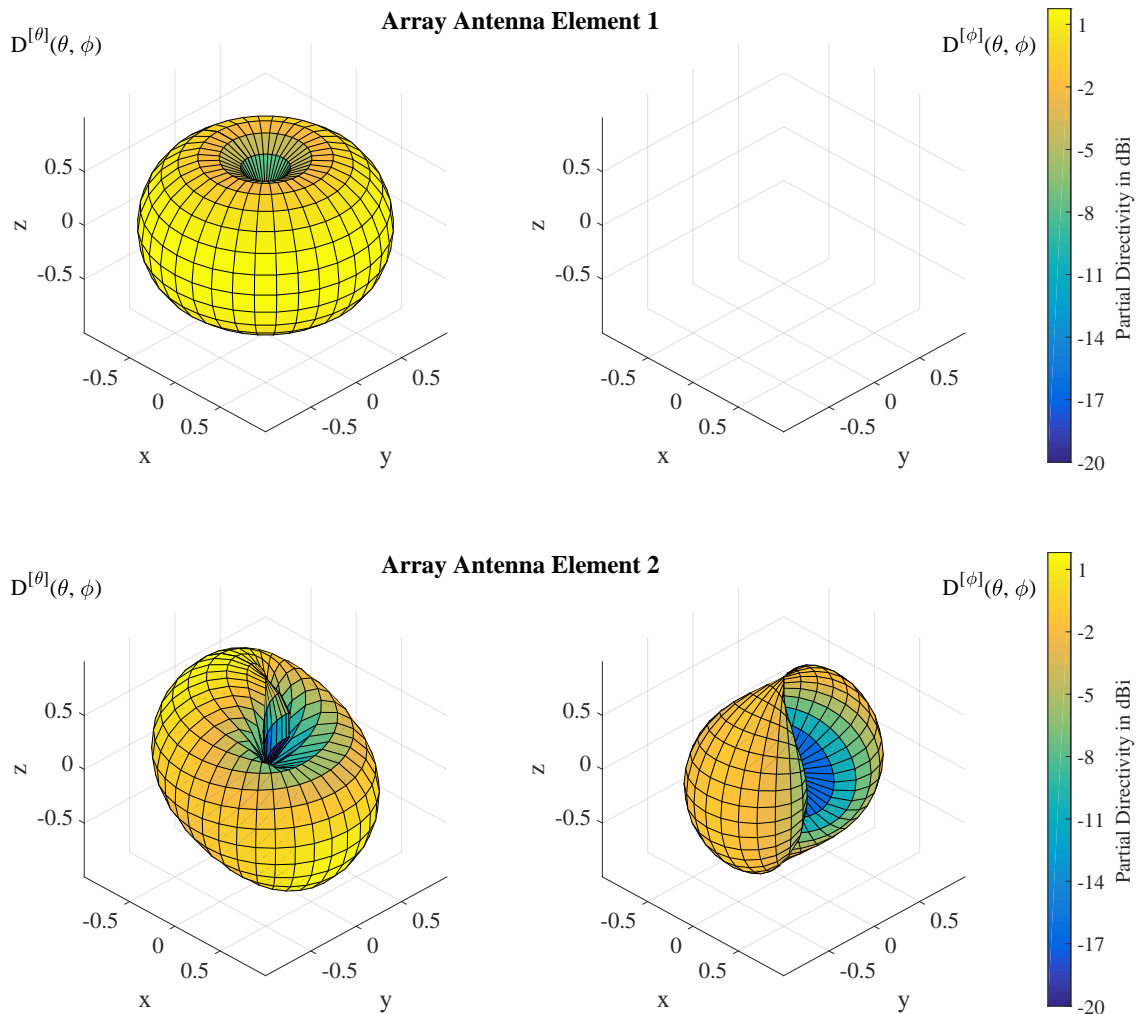 Array Antenna Element 1
D^[θ](θ, ϕ)
D^[ϕ](θ, ϕ)
0.5
0
-0.5
z
-0.5
0
0.5
x
-0.5
0
0.5
y
0.5
0
-0.5
z
-0.5
0
0.5
x
-0.5
0
0.5
y
1
-2
-5
-8
-11
-14
-17
-20
Partial Directivity in dBi
Array Antenna Element 2
D^[θ](θ, ϕ)
D^[ϕ](θ, ϕ)
0.5
0
-0.5
z
-0.5
0
0.5
x
-0.5
0
0.5
y
0.5
0
-0.5
z
-0.5
0
0.5
x
-0.5
0
0.5
y
1
-2
-5
-8
-11
-14
-17
-20
Partial Directivity in dBi